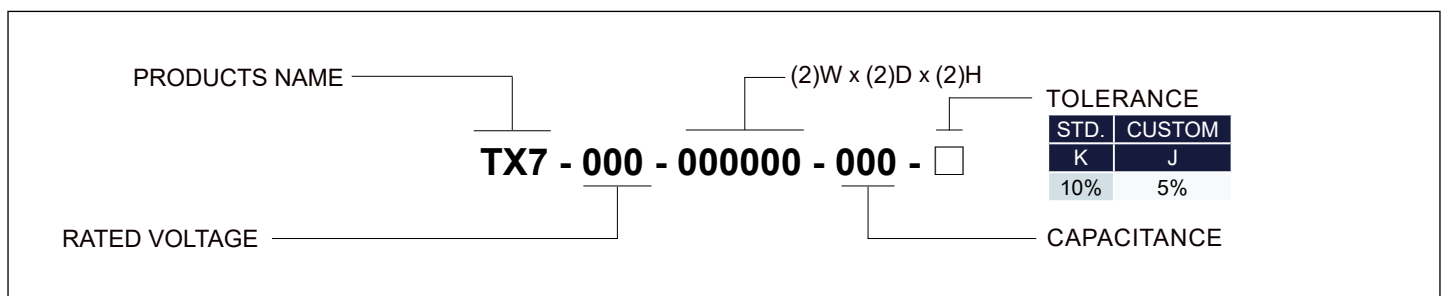 PRODUCTS NAME
(2)W x (2)D x (2)H
TOLERANCE
STD. CUSTOM
K J
10% 5%
TX7 - 000 - 000000 - 000 - □
RATED VOLTAGE
CAPACITANCE